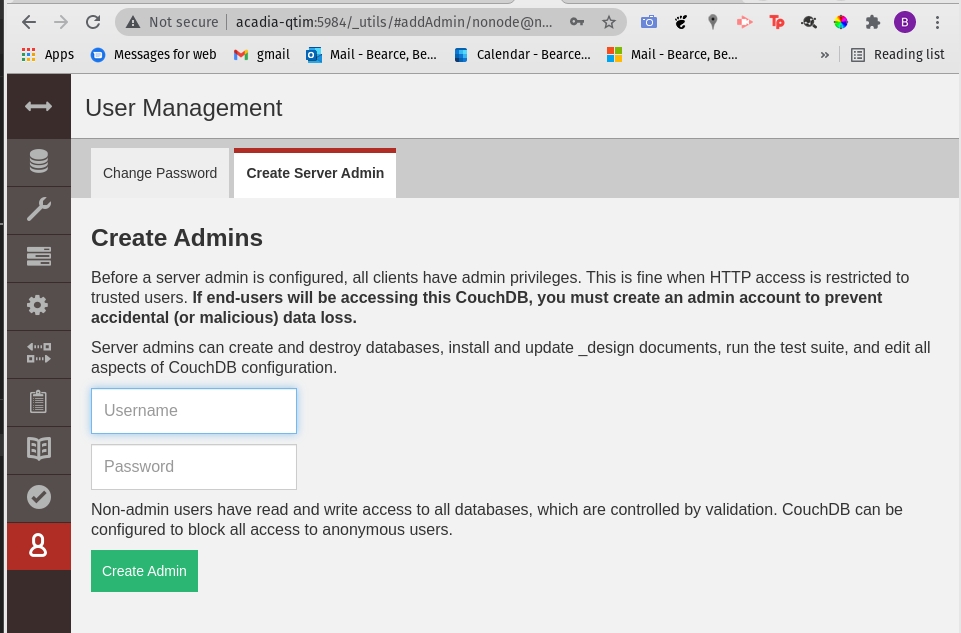 Not secure | acadia-qtim:5984/_utils/#addAdmin/nonode@n...
B
Apps Messages for web gmail Mail - Bearce, Be... Calendar - Bearce... Mail - Bearce, Be... » Reading list
User Management
Change Password Create Server Admin
Create Admins
Before a server admin is configured, all clients have admin privileges. This is fine when HTTP access is restricted to
trusted users. If end-users will be accessing this CouchDB, you must create an admin account to prevent
accidental (or malicious) data loss.
Server admins can create and destroy databases, install and update _design documents, run the test suite, and edit all
aspects of CouchDB configuration.
Username
Password
Non-admin users have read and write access to all databases, which are controlled by validation. CouchDB can be
configured to block all access to anonymous users.
Create Admin